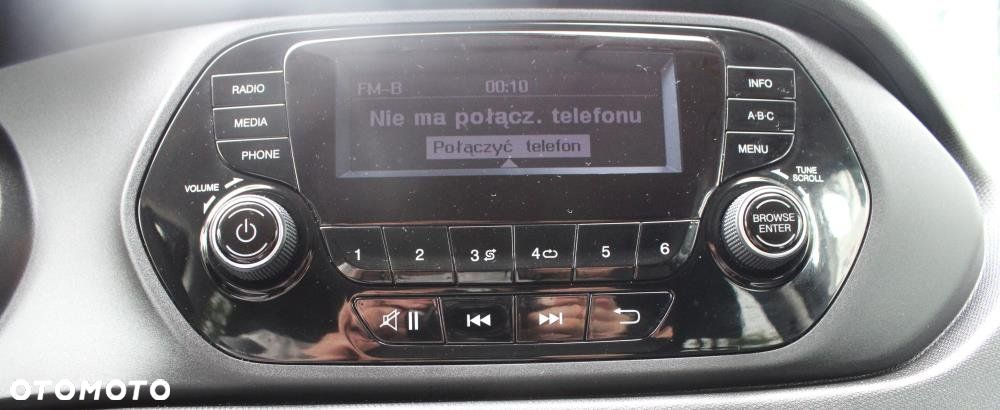 FM-B 00:10
Nie ma połącz. telefonu
Połączyć telefon
RADIO
MEDIA
PHONE
VOLUME
INFO
A·B·C
MENU
TUNE
SCROLL
BROWSE
ENTER
1 2 3 4 5 6
OTOMOTO